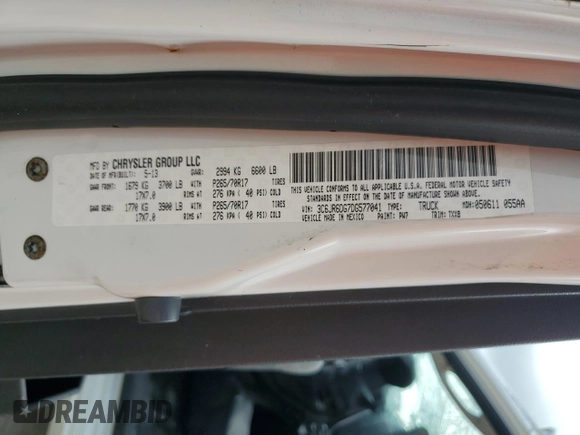 MFD BY CHRYSLER GROUP LLC
DATE OF MFR(BUILT): 5-13 GVWR: 2994 KG 6600 LB
GAWR FRONT: 1679 KG 3700 LB P265/70R17 TIRES
17X7.0 RIMS AT 276 KPA ( 40 PSI) COLD
GAWR REAR: 1770 KG 3900 LB P265/70R17 TIRES
17X7.0 RIMS AT 276 KPA ( 40 PSI) COLD
THIS VEHICLE CONFORMS TO ALL APPLICABLE U.S.A. FEDERAL MOTOR VEHICLE SAFETY
STANDARDS IN EFFECT ON THE DATE OF MANUFACTURE SHOWN ABOVE.
VIN: 3C6JR6DG7DG577041 TYPE: TRUCK MDH: 050611 055AA
VEHICLE MADE IN MEXICO PAINT: PW7 TRIM: TXX8
DREAMBID